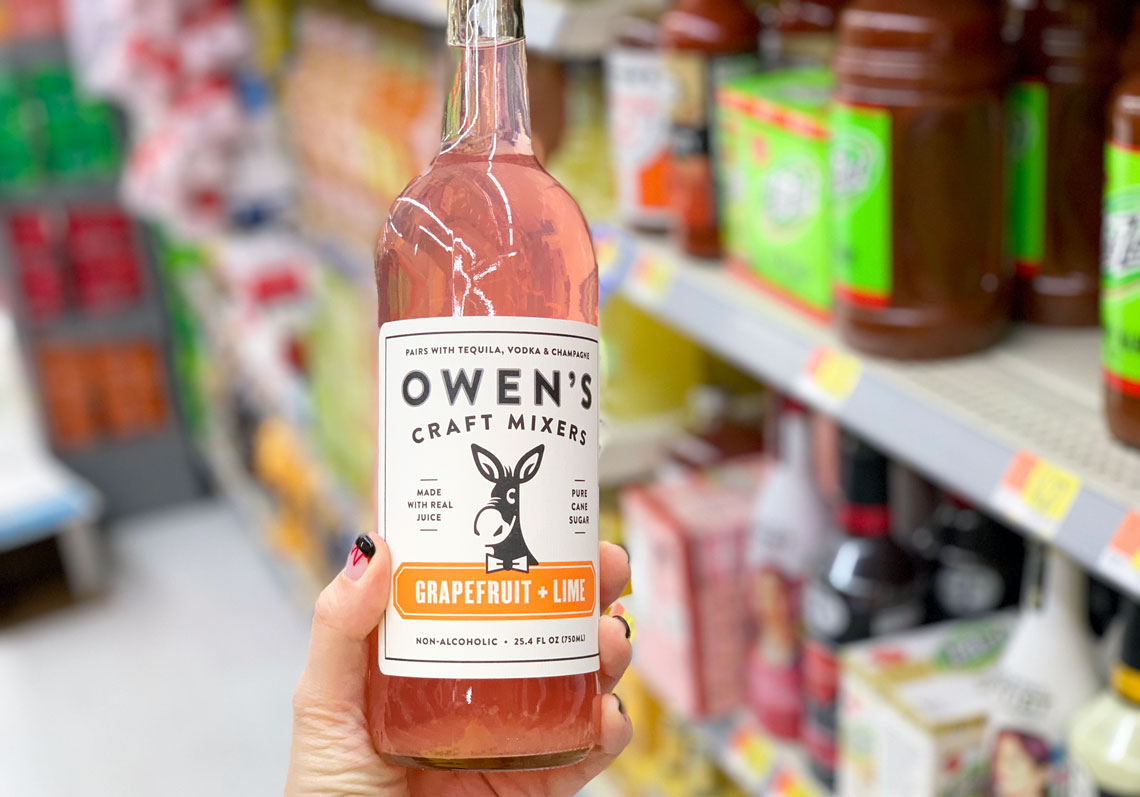 PAIRS WITH TEQUILA, VODKA & CHAMPAGNE
OWEN'S
CRAFT MIXERS
MADE
WITH REAL
JUICE
PURE
CANE
SUGAR
GRAPEFRUIT + LIME
NON-ALCOHOLIC • 25.4 FL OZ (750ML)